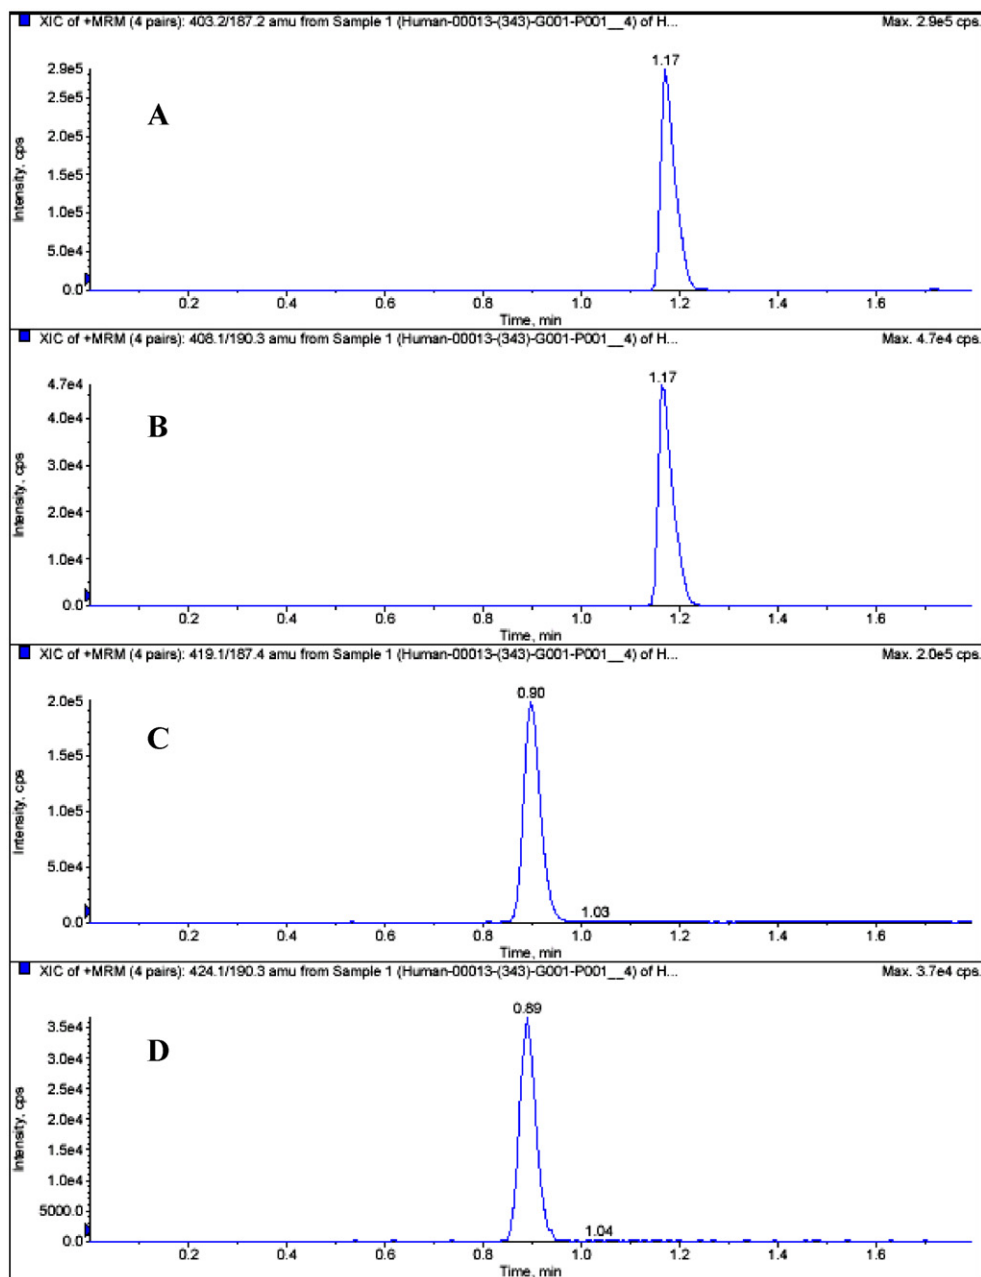 XIC of +MRM (4 pairs): 403.2/187.2 amu from Sample 1 (Human-00013-(343)-G001-P001__4) of H... Max. 2.9e5 cps.
1.17
2.9e5
2.5e5
2.0e5
1.5e5
1.0e5
5.0e4
0.0
Intensity, cps
A
0.2 0.4 0.6 0.8 1.0 1.2 1.4 1.6
Time, min
XIC of +MRM (4 pairs): 408.1/190.3 amu from Sample 1 (Human-00013-(343)-G001-P001__4) of H... Max. 4.7e4 cps.
1.17
4.7e4
4.0e4
3.0e4
2.0e4
1.0e4
0.0
Intensity, cps
B
0.2 0.4 0.6 0.8 1.0 1.2 1.4 1.6
Time, min
XIC of +MRM (4 pairs): 419.1/187.4 amu from Sample 1 (Human-00013-(343)-G001-P001__4) of H... Max. 2.0e5 cps.
0.90
2.0e5
1.5e5
1.0e5
5.0e4
0.0
Intensity, cps
C
1.03
0.2 0.4 0.6 0.8 1.0 1.2 1.4 1.6
Time, min
XIC of +MRM (4 pairs): 424.1/190.3 amu from Sample 1 (Human-00013-(343)-G001-P001__4) of H... Max. 3.7e4 cps.
0.89
3.5e4
3.0e4
2.5e4
2.0e4
1.5e4
1.0e4
5000.0
0.0
Intensity, cps
D
1.04
0.2 0.4 0.6 0.8 1.0 1.2 1.4 1.6
Time, min